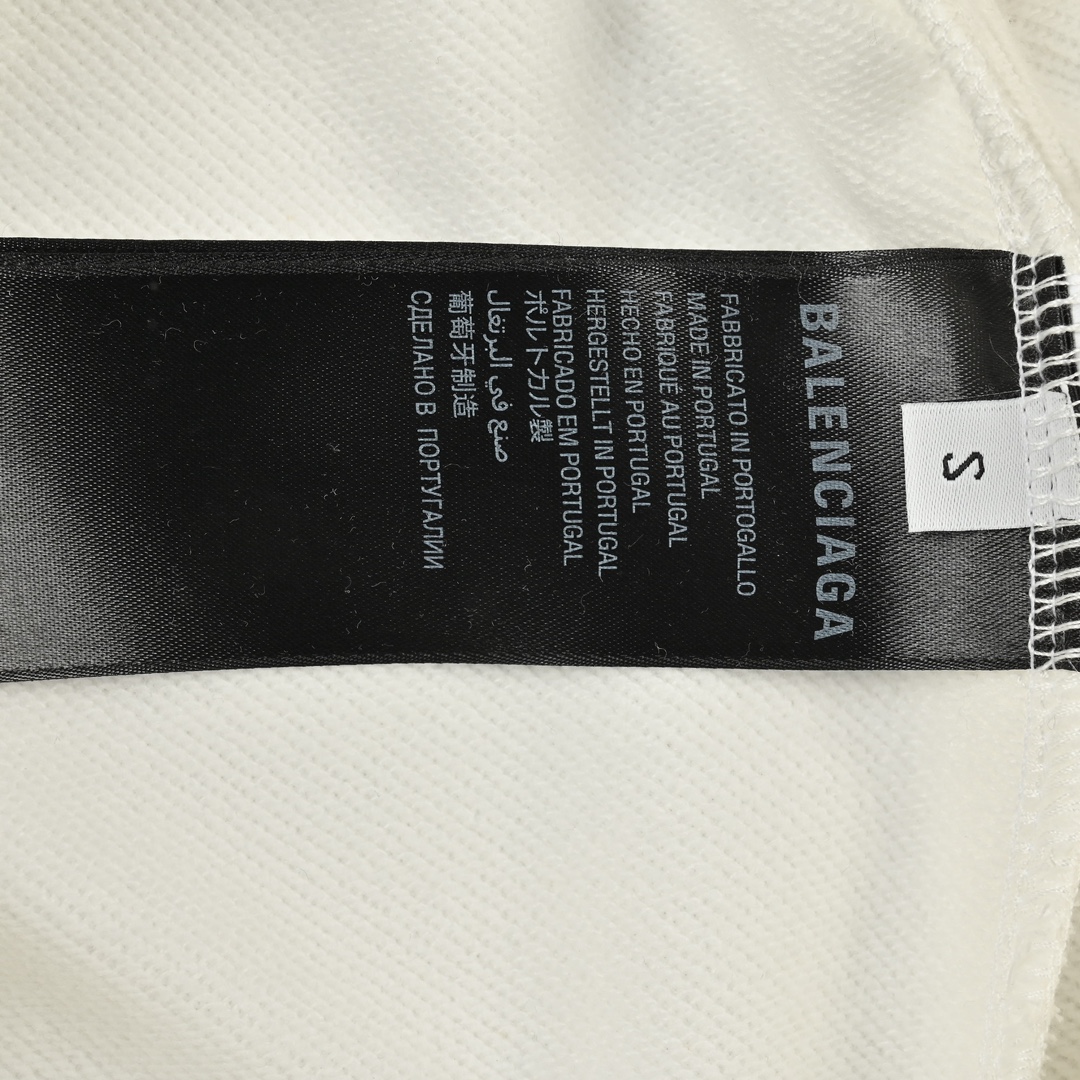 BALENCIAGA
FABBRICATO IN PORTOGALLO
MADE IN PORTUGAL
FABRIQUÉ AU PORTUGAL
HECHO EN PORTUGAL
HERGESTELLT IN PORTUGAL
FABRICADO EM PORTUGAL
ポルトカル製
صنع في البرتغال
葡萄牙制造
СДЕЛАНО В ПОРТУГАЛИИ
S